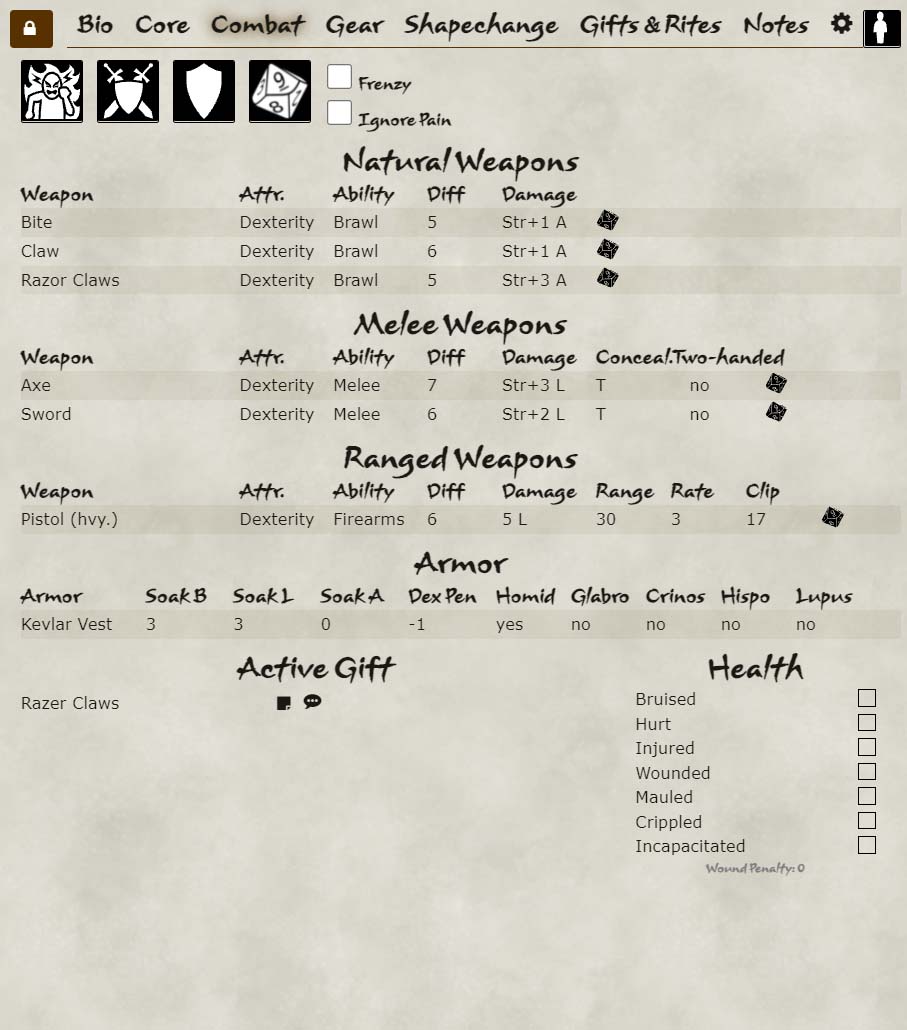 Bio Core Combat Gear Shapechange Gifts & Rites Notes
9 8
Frenzy
Ignore Pain
Natural Weapons
Weapon Attr. Ability Diff Damage
Bite Dexterity Brawl 5 Str+1 A
Claw Dexterity Brawl 6 Str+1 A
Razor Claws Dexterity Brawl 5 Str+3 A
Melee Weapons
Weapon Attr. Ability Diff Damage Conceal. Two-handed
Axe Dexterity Melee 7 Str+3 L T no
Sword Dexterity Melee 6 Str+2 L T no
Ranged Weapons
Weapon Attr. Ability Diff Damage Range Rate Clip
Pistol (hvy.) Dexterity Firearms 6 5 L 30 3 17
Armor
Armor Soak B Soak L Soak A Dex Pen Homid Glabro Crinos Hispo Lupus
Kevlar Vest 3 3 0 -1 yes no no no no
Active Gift
Razer Claws
Health
Bruised
Hurt
Injured
Wounded
Mauled
Crippled
Incapacitated
Wound Penalty: 0